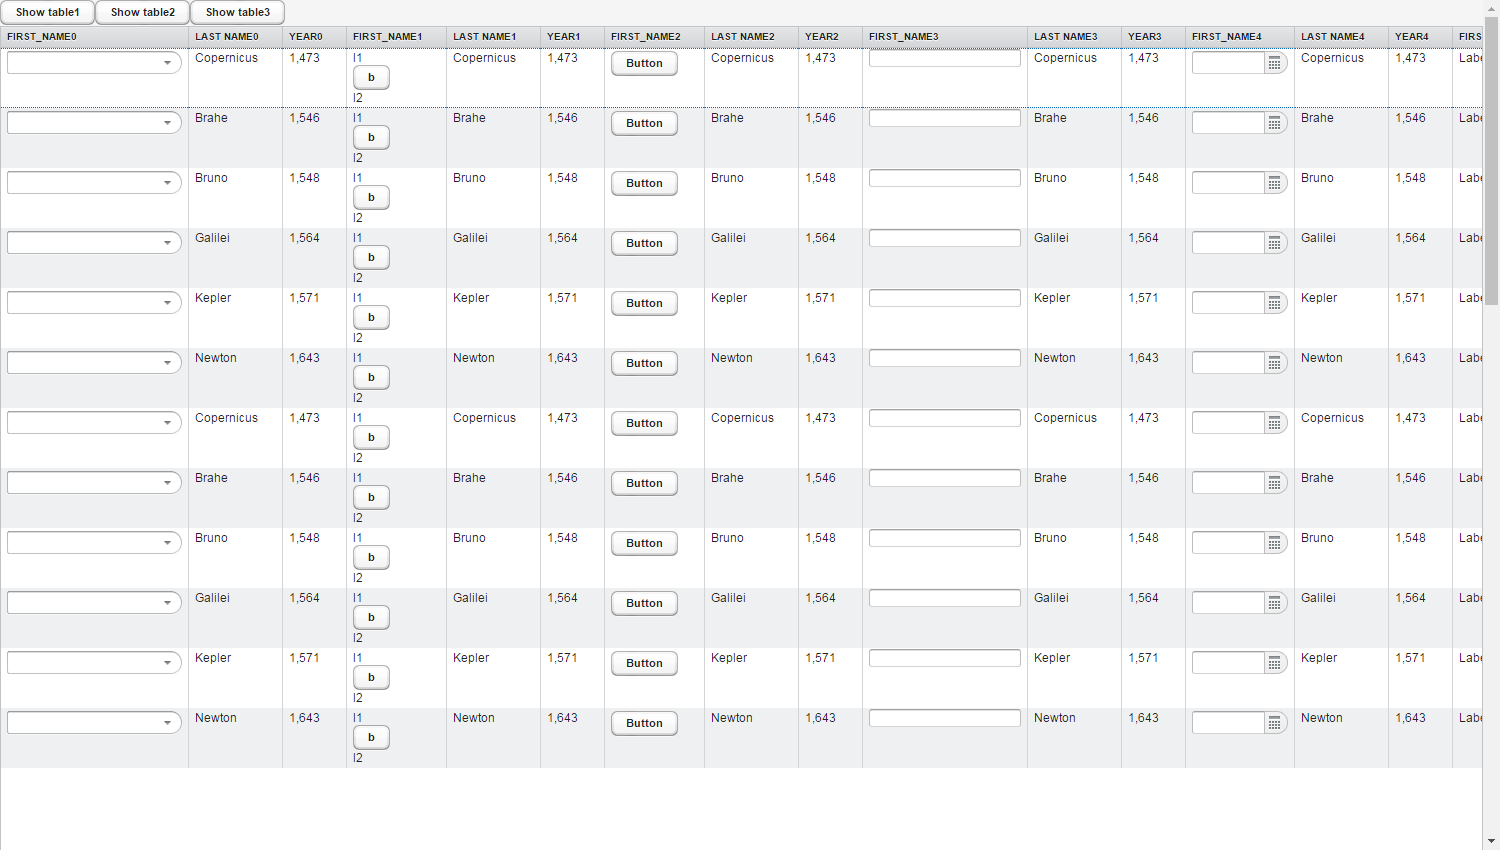 Show table1 Show table2 Show table3
FIRST_NAME0 LAST NAME0 YEAR0 FIRST_NAME1 LAST NAME1 YEAR1 FIRST_NAME2 LAST NAME2 YEAR2 FIRST_NAME3 LAST NAME3 YEAR3 FIRST_NAME4 LAST NAME4 YEAR4 FIRS
Copernicus 1,473 l1 Copernicus 1,473 Button Copernicus 1,473 Copernicus 1,473 Copernicus 1,473 Labe
b
l2
Brahe 1,546 l1 Brahe 1,546 Button Brahe 1,546 Brahe 1,546 Brahe 1,546 Labe
b
l2
Bruno 1,548 l1 Bruno 1,548 Button Bruno 1,548 Bruno 1,548 Bruno 1,548 Labe
b
l2
Galilei 1,564 l1 Galilei 1,564 Button Galilei 1,564 Galilei 1,564 Galilei 1,564 Labe
b
l2
Kepler 1,571 l1 Kepler 1,571 Button Kepler 1,571 Kepler 1,571 Kepler 1,571 Labe
b
l2
Newton 1,643 l1 Newton 1,643 Button Newton 1,643 Newton 1,643 Newton 1,643 Labe
b
l2
Copernicus 1,473 l1 Copernicus 1,473 Button Copernicus 1,473 Copernicus 1,473 Copernicus 1,473 Labe
b
l2
Brahe 1,546 l1 Brahe 1,546 Button Brahe 1,546 Brahe 1,546 Brahe 1,546 Labe
b
l2
Bruno 1,548 l1 Bruno 1,548 Button Bruno 1,548 Bruno 1,548 Bruno 1,548 Labe
b
l2
Galilei 1,564 l1 Galilei 1,564 Button Galilei 1,564 Galilei 1,564 Galilei 1,564 Labe
b
l2
Kepler 1,571 l1 Kepler 1,571 Button Kepler 1,571 Kepler 1,571 Kepler 1,571 Labe
b
l2
Newton 1,643 l1 Newton 1,643 Button Newton 1,643 Newton 1,643 Newton 1,643 Labe
b
l2